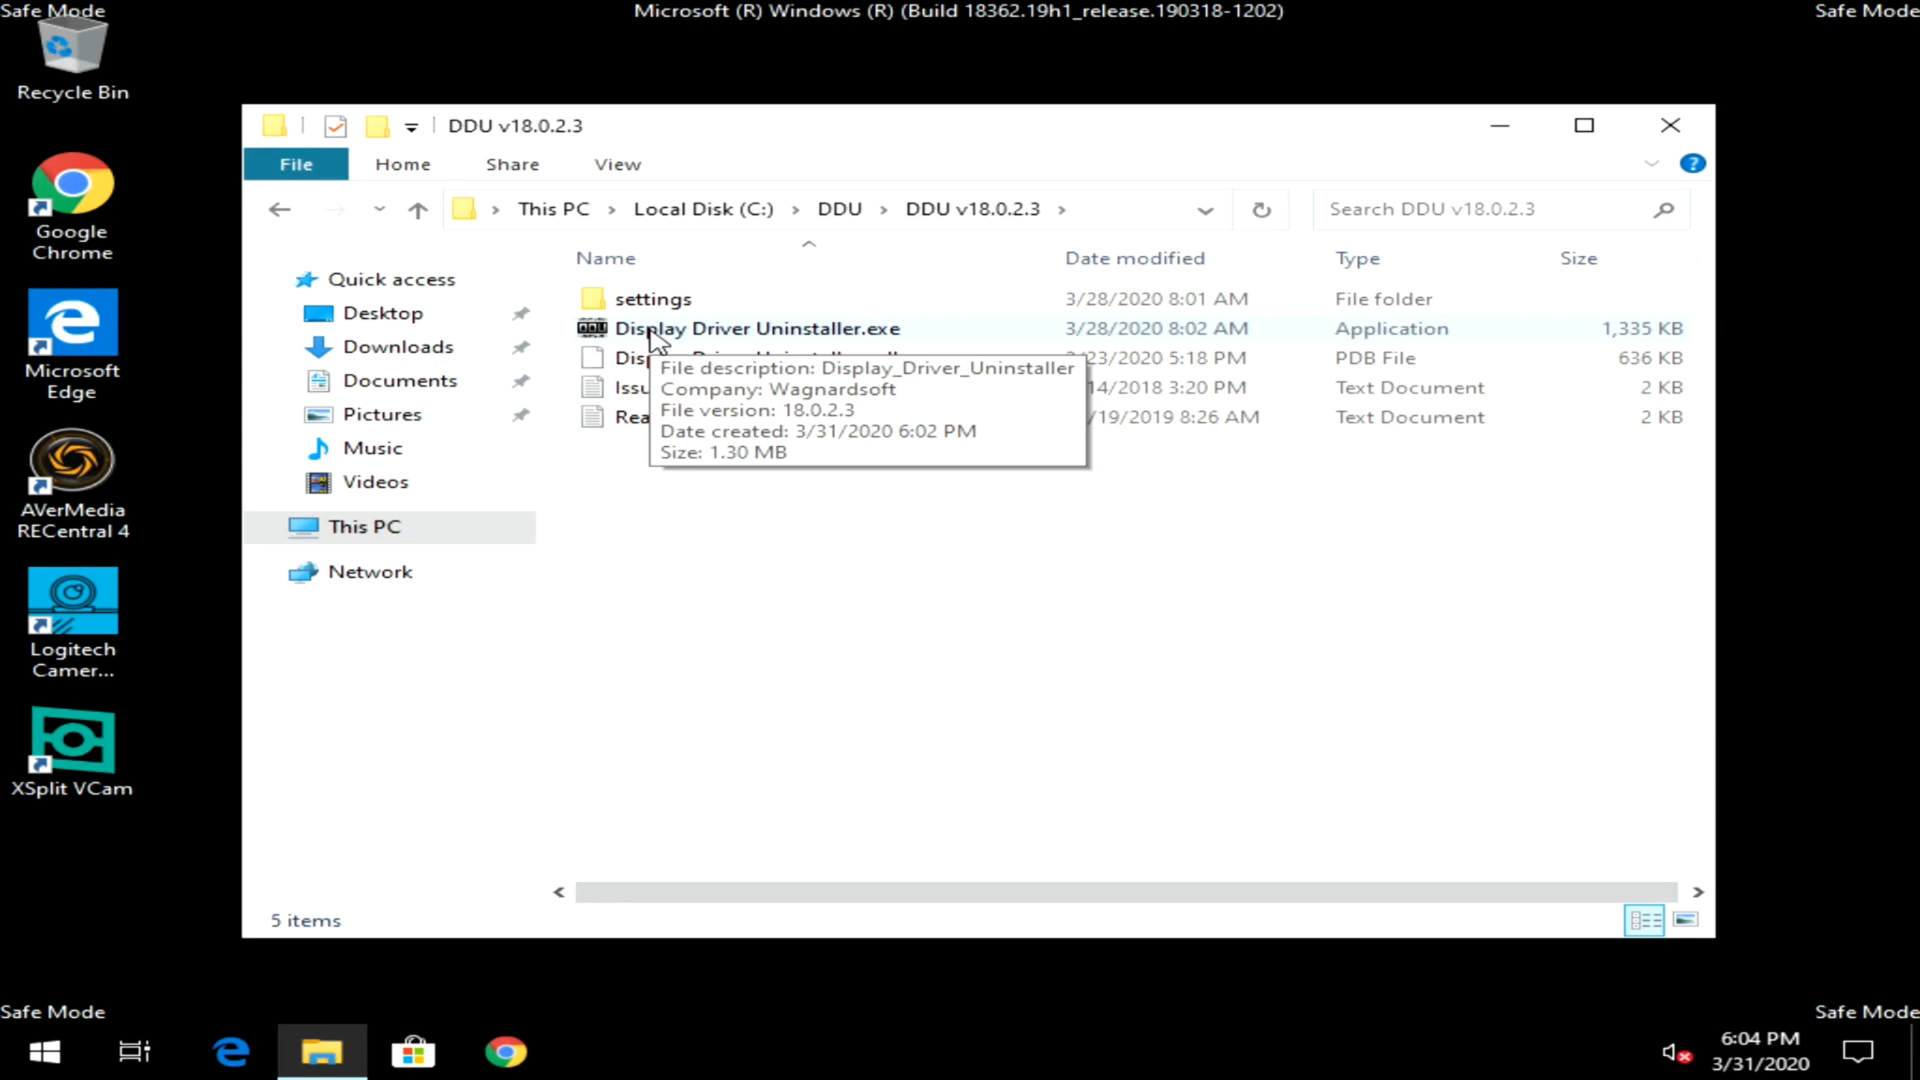 Safe Mode
Microsoft (R) Windows (R) (Build 18362.19h1_release.190318-1202)
Safe Mode
Recycle Bin
Google
Chrome
Microsoft
Edge
AVerMedia
RECentral 4
Logitech
Camer...
XSplit VCam
DDU v18.0.2.3
File
Home
Share
View
?
This PC
Local Disk (C:)
DDU
DDU v18.0.2.3
Search DDU v18.0.2.3
Quick access
Desktop
Downloads
Documents
Pictures
Music
Videos
This PC
Network
Name Date modified Type Size
settings 3/28/2020 8:01 AM File folder
Display Driver Uninstaller.exe 3/28/2020 8:02 AM Application 1,335 KB
23/2020 5:18 PM PDB File 636 KB
14/2018 3:20 PM Text Document 2 KB
/19/2019 8:26 AM Text Document 2 KB
File description: Display_Driver_Uninstaller
Company: Wagnardsoft
File version: 18.0.2.3
Date created: 3/31/2020 6:02 PM
Size: 1.30 MB
5 items
Safe Mode
Safe Mode
6:04 PM
3/31/2020